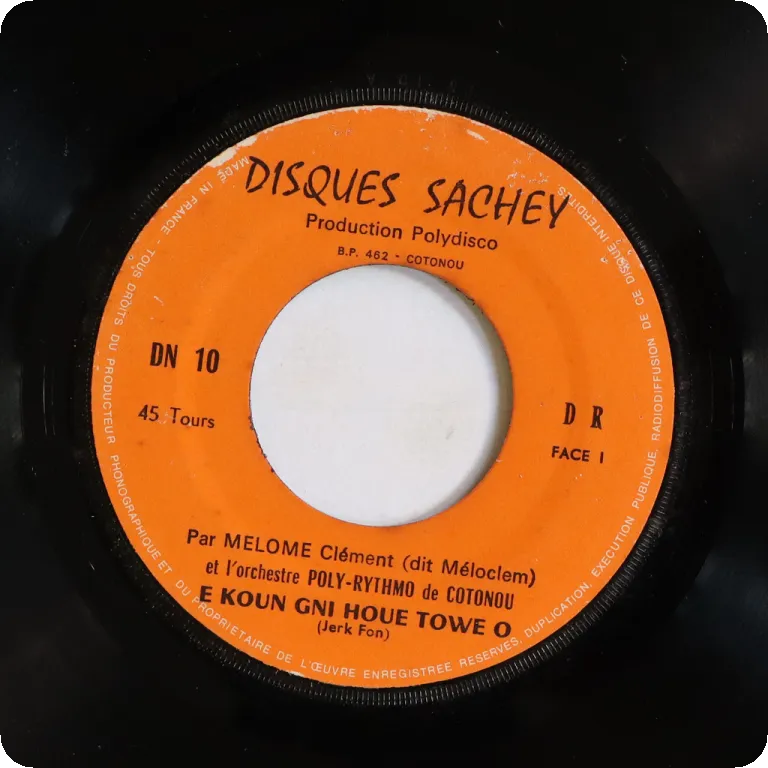 DISQUES SACHEY
Production Polydisco
B.P. 462 - COTONOU
DN 10
45 Tours
D R
FACE I
Par MELOME Clément (dit Méloclem)
et l'orchestre POLY-RYTHMO de COTONOU
E KOUN GNI HOUE TOWE O
(Jerk Fon)
MADE IN FRANCE - TOUS DROITS DU PRODUCTEUR PHONOGRAPHIQUE ET DU PROPRIETAIRE DE L'ŒUVRE ENREGISTREE RESERVES. DUPLICATION. EXECUTION PUBLIQUE. RADIODIFFUSION DE CE DISQUE INTERDITS